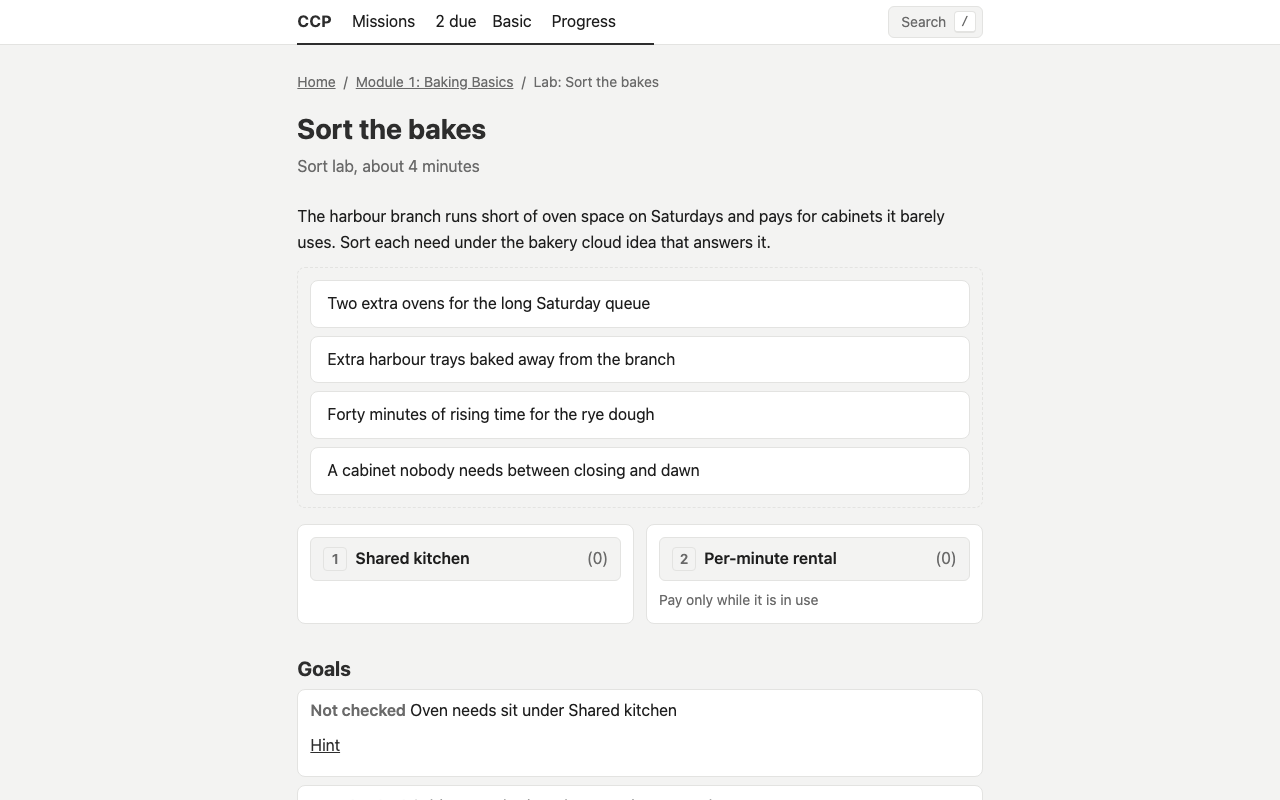 CCP Missions 2 due Basic Progress Search /
Home / Module 1: Baking Basics / Lab: Sort the bakes
Sort the bakes
Sort lab, about 4 minutes
The harbour branch runs short of oven space on Saturdays and pays for cabinets it barely
uses. Sort each need under the bakery cloud idea that answers it.
Two extra ovens for the long Saturday queue
Extra harbour trays baked away from the branch
Forty minutes of rising time for the rye dough
A cabinet nobody needs between closing and dawn
1 Shared kitchen (0)
2 Per-minute rental (0)
Pay only while it is in use
Goals
Not checked Oven needs sit under Shared kitchen
Hint